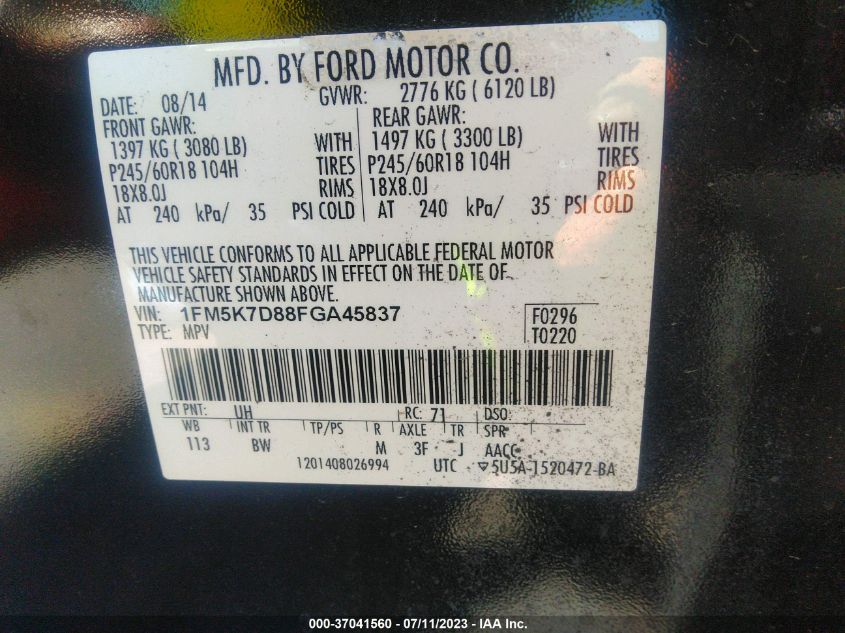 MFD. BY FORD MOTOR CO.
DATE: 08/14 GVWR: 2776 KG ( 6120 LB)
FRONT GAWR: REAR GAWR:
1397 KG ( 3080 LB) WITH 1497 KG ( 3300 LB) WITH
P245/60R18 104H TIRES P245/60R18 104H TIRES
18X8.0J RIMS 18X8.0J RIMS
AT 240 kPa/ 35 PSI COLD AT 240 kPa/ 35 PSI COLD
THIS VEHICLE CONFORMS TO ALL APPLICABLE FEDERAL MOTOR
VEHICLE SAFETY STANDARDS IN EFFECT ON THE DATE OF
MANUFACTURE SHOWN ABOVE.
VIN: 1FM5K7D88FGA45837 F0296
TYPE: MPV T0220
EXT PNT: UH RC: 71 DSO:
WB INT TR TP/PS R AXLE TR SPR
113 BW M 3F J AACC
1201408026994 UTC ▽5U5A-1520472-BA
000-37041560 - 07/11/2023 - IAA Inc.